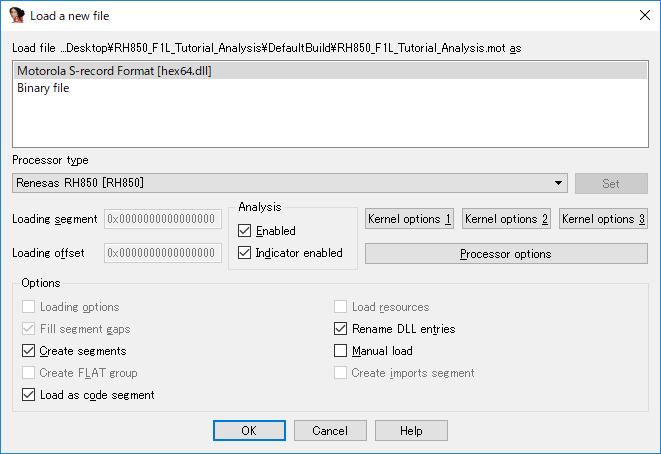 Load a new file
Load file ...Desktop¥RH850_F1L_Tutorial_Analysis¥DefaultBuild¥RH850_F1L_Tutorial_Analysis.mot as
Motorola S-record Format [hex64.dll]
Binary file
Processor type
Renesas RH850 [RH850]
Set
Loading segment 0x0000000000000000
Loading offset 0x0000000000000000
Analysis
Enabled
Indicator enabled
Kernel options 1
Kernel options 2
Kernel options 3
Processor options
Options
Loading options
Fill segment gaps
Create segments
Create FLAT group
Load as code segment
Load resources
Rename DLL entries
Manual load
Create imports segment
OK
Cancel
Help